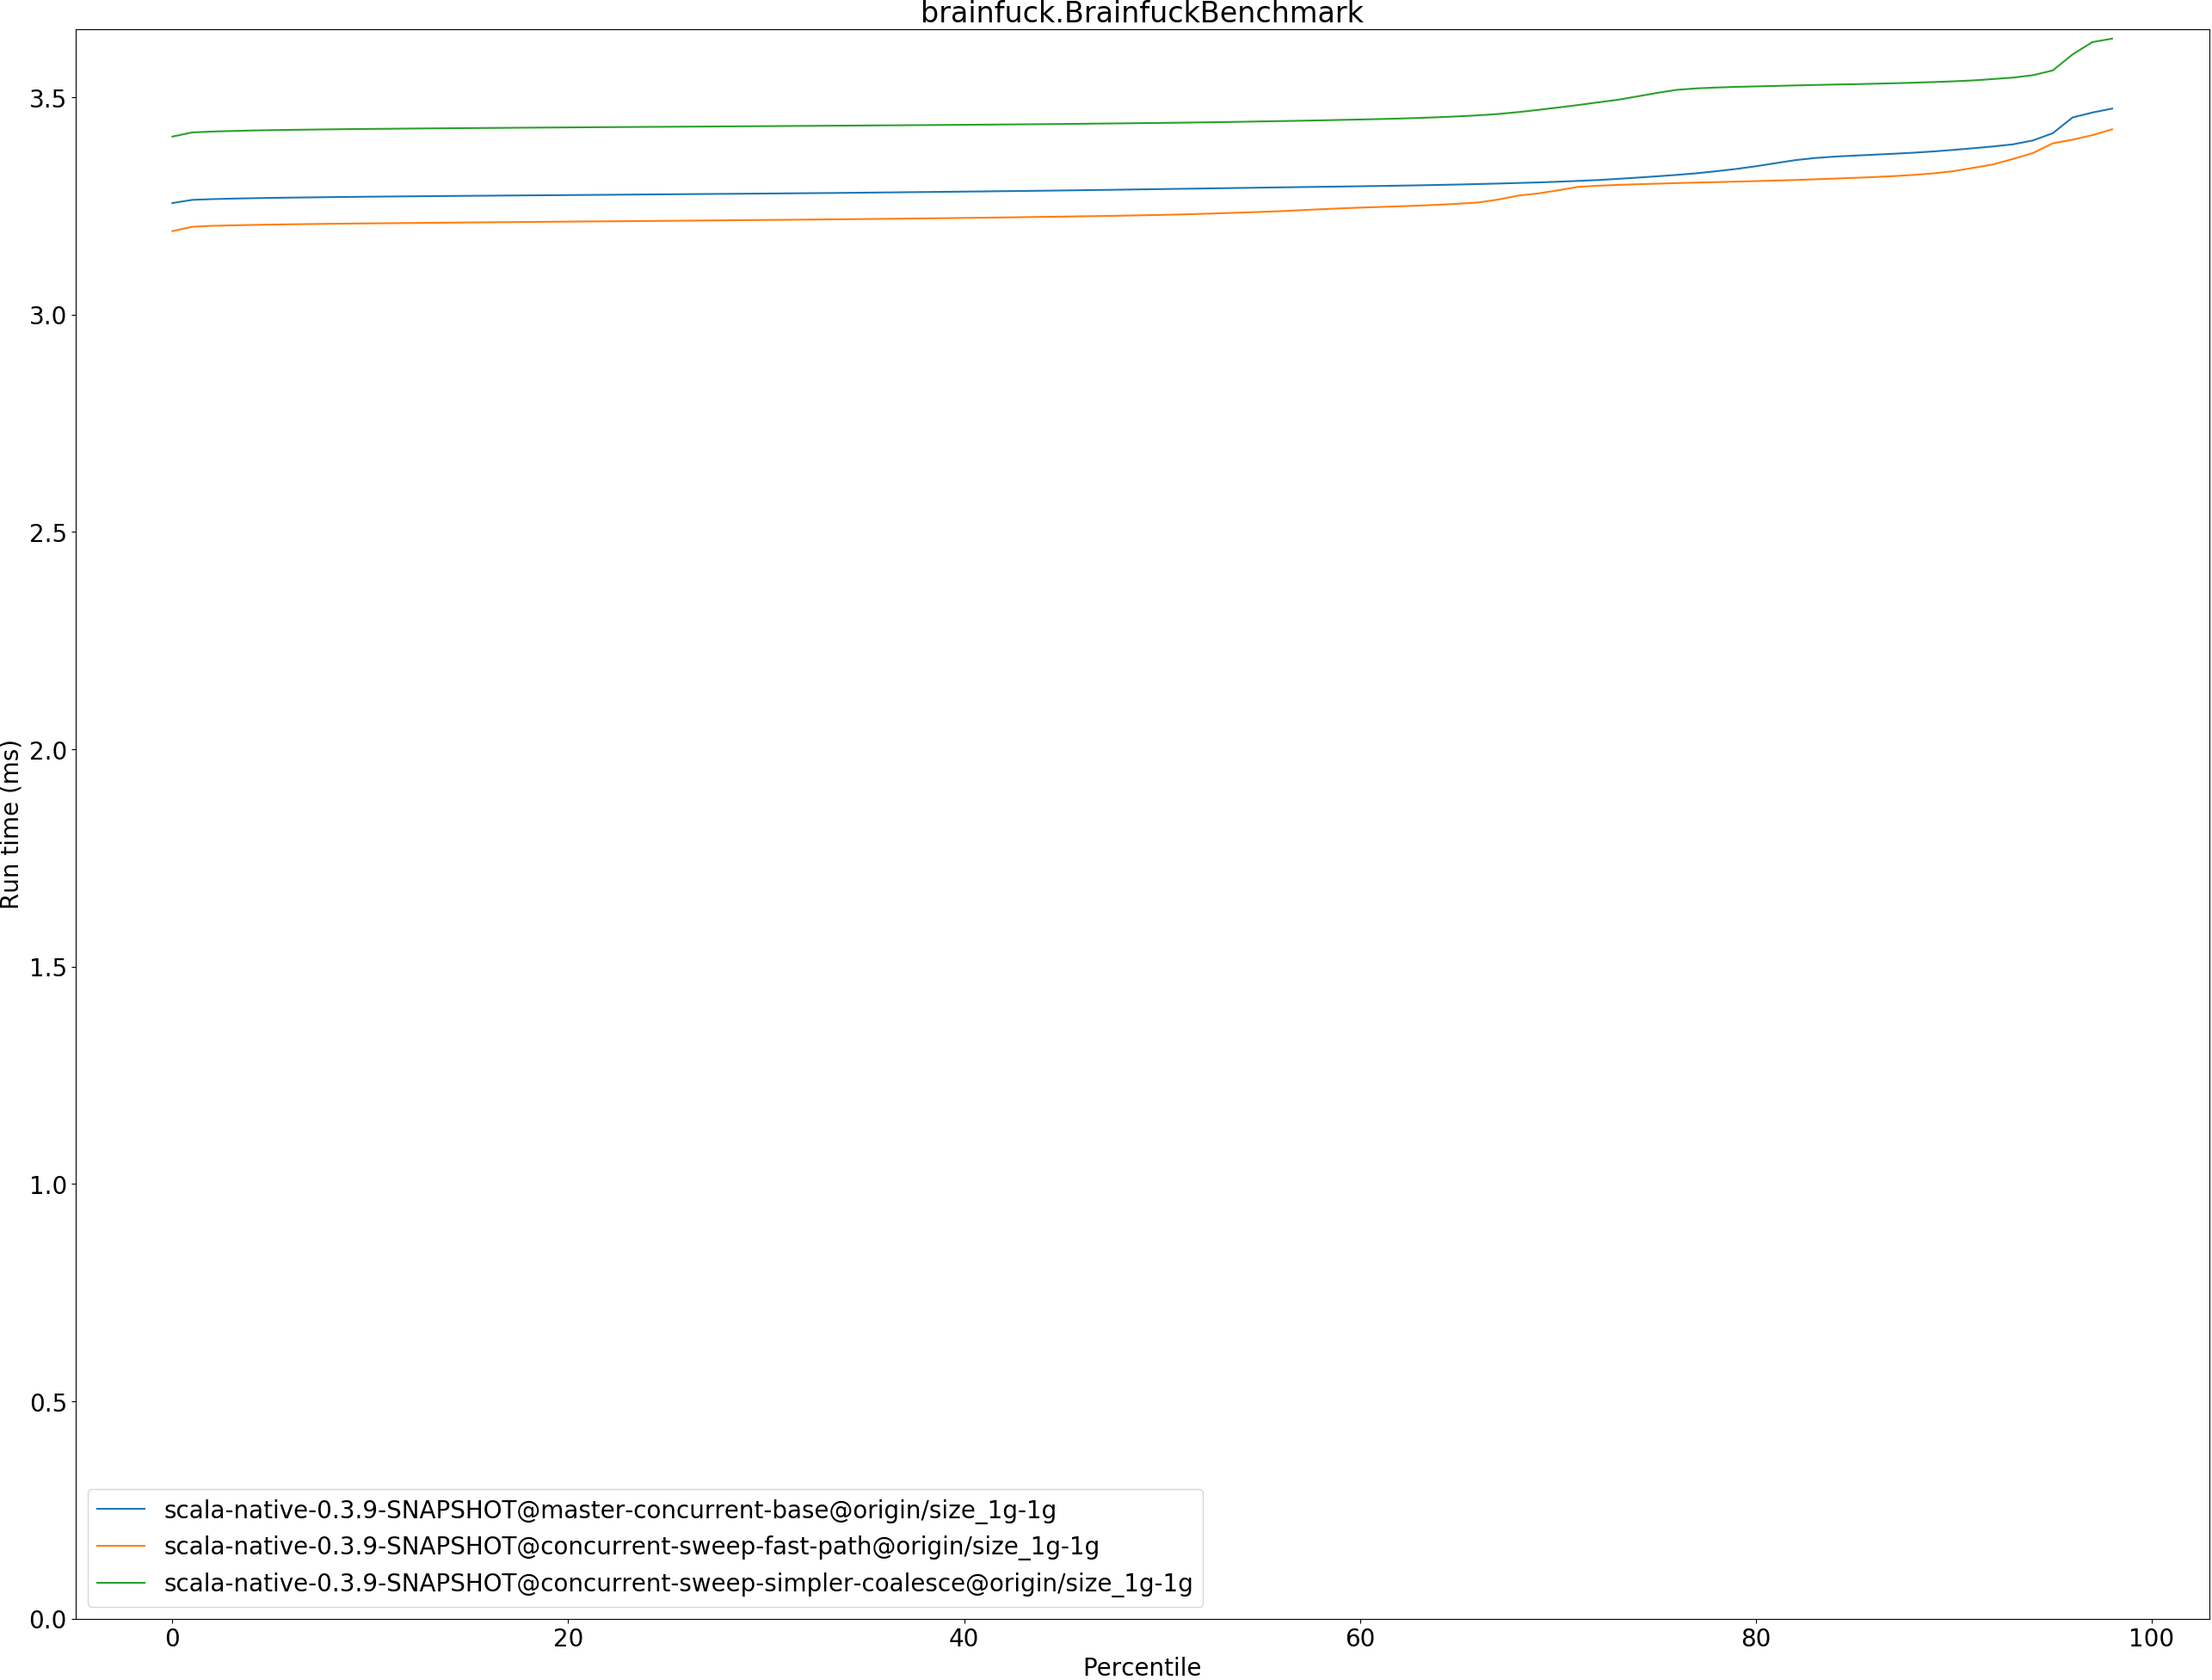 brainfuck.BrainfuckBenchmark
Run time (ms)
3.5
3.0
2.5
2.0
1.5
1.0
0.5
0.0
scala-native-0.3.9-SNAPSHOT@master-concurrent-base@origin/size_1g-1g
scala-native-0.3.9-SNAPSHOT@concurrent-sweep-fast-path@origin/size_1g-1g
scala-native-0.3.9-SNAPSHOT@concurrent-sweep-simpler-coalesce@origin/size_1g-1g
0 20 40 60 80 100
Percentile